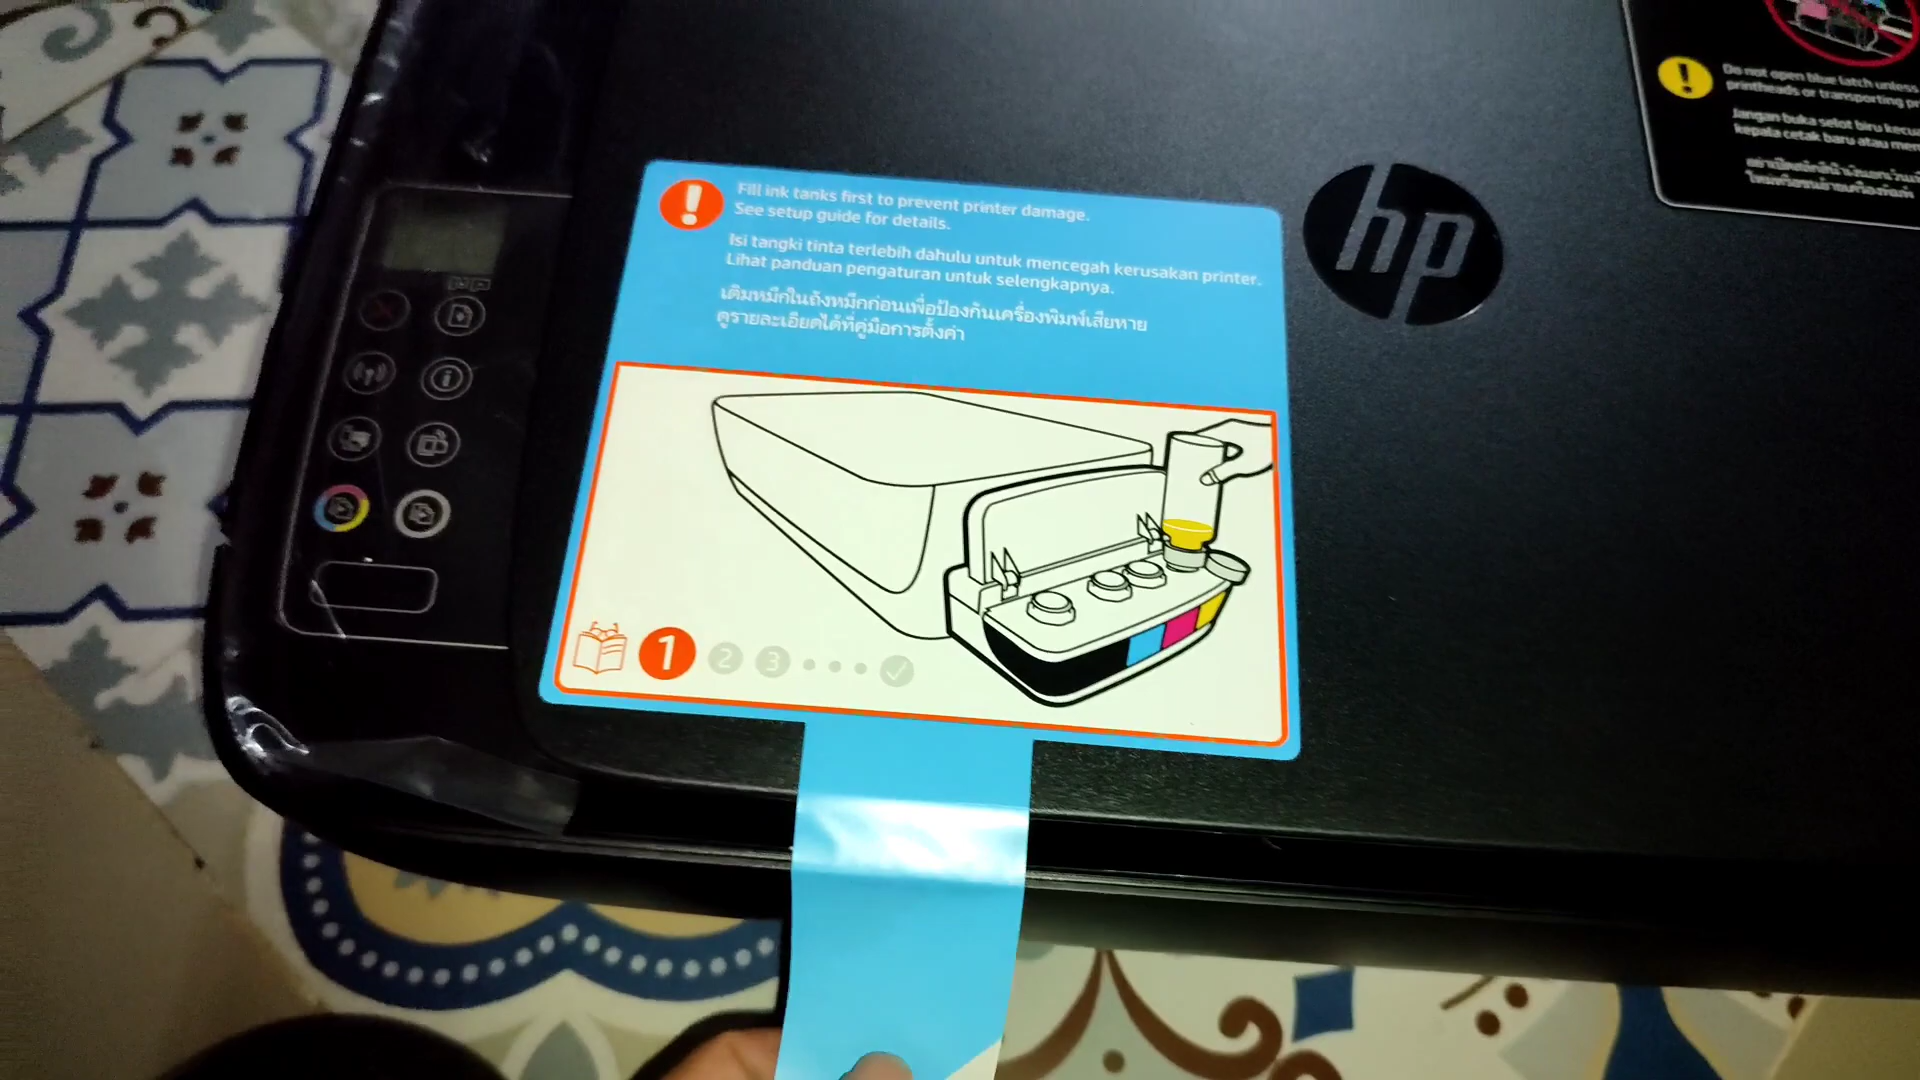 Fill ink tanks first to prevent printer damage.
See setup guide for details.
Isi tangki tinta terlebih dahulu untuk mencegah kerusakan printer.
Lihat panduan pengaturan untuk selengkapnya.
เติมหมึกในถังหมึกก่อนเพื่อป้องกันเครื่องพิมพ์เสียหาย
ดูรายละเอียดได้ที่คู่มือการตั้งค่า
1 2 3
hp
Do not open blue latch unless
printheads or transporting
Jangan buka selot biru
kepala cetak baru atau